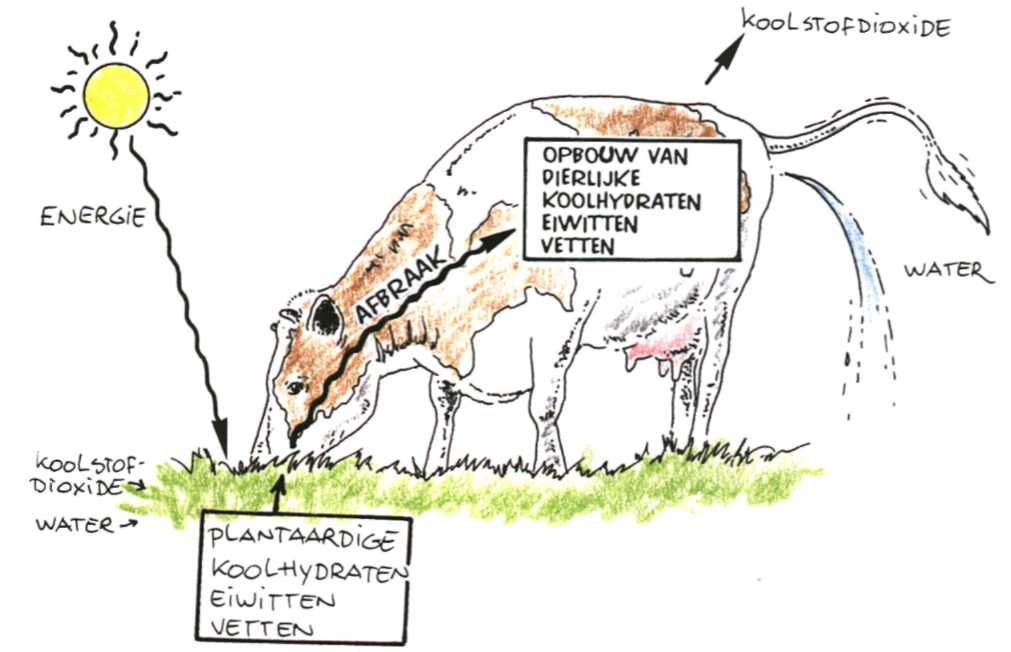 KOOLSTOFDIOXIDE
ENERGIE
OPBOUW VAN
DIERLIJKE
KOOLHYDRATEN
EIWITTEN
VETTEN
AFBRAAK
WATER
KOOLSTOF-
DIOXIDE
WATER
PLANTAARDIGE
KOOLHYDRATEN
EIWITTEN
VETTEN